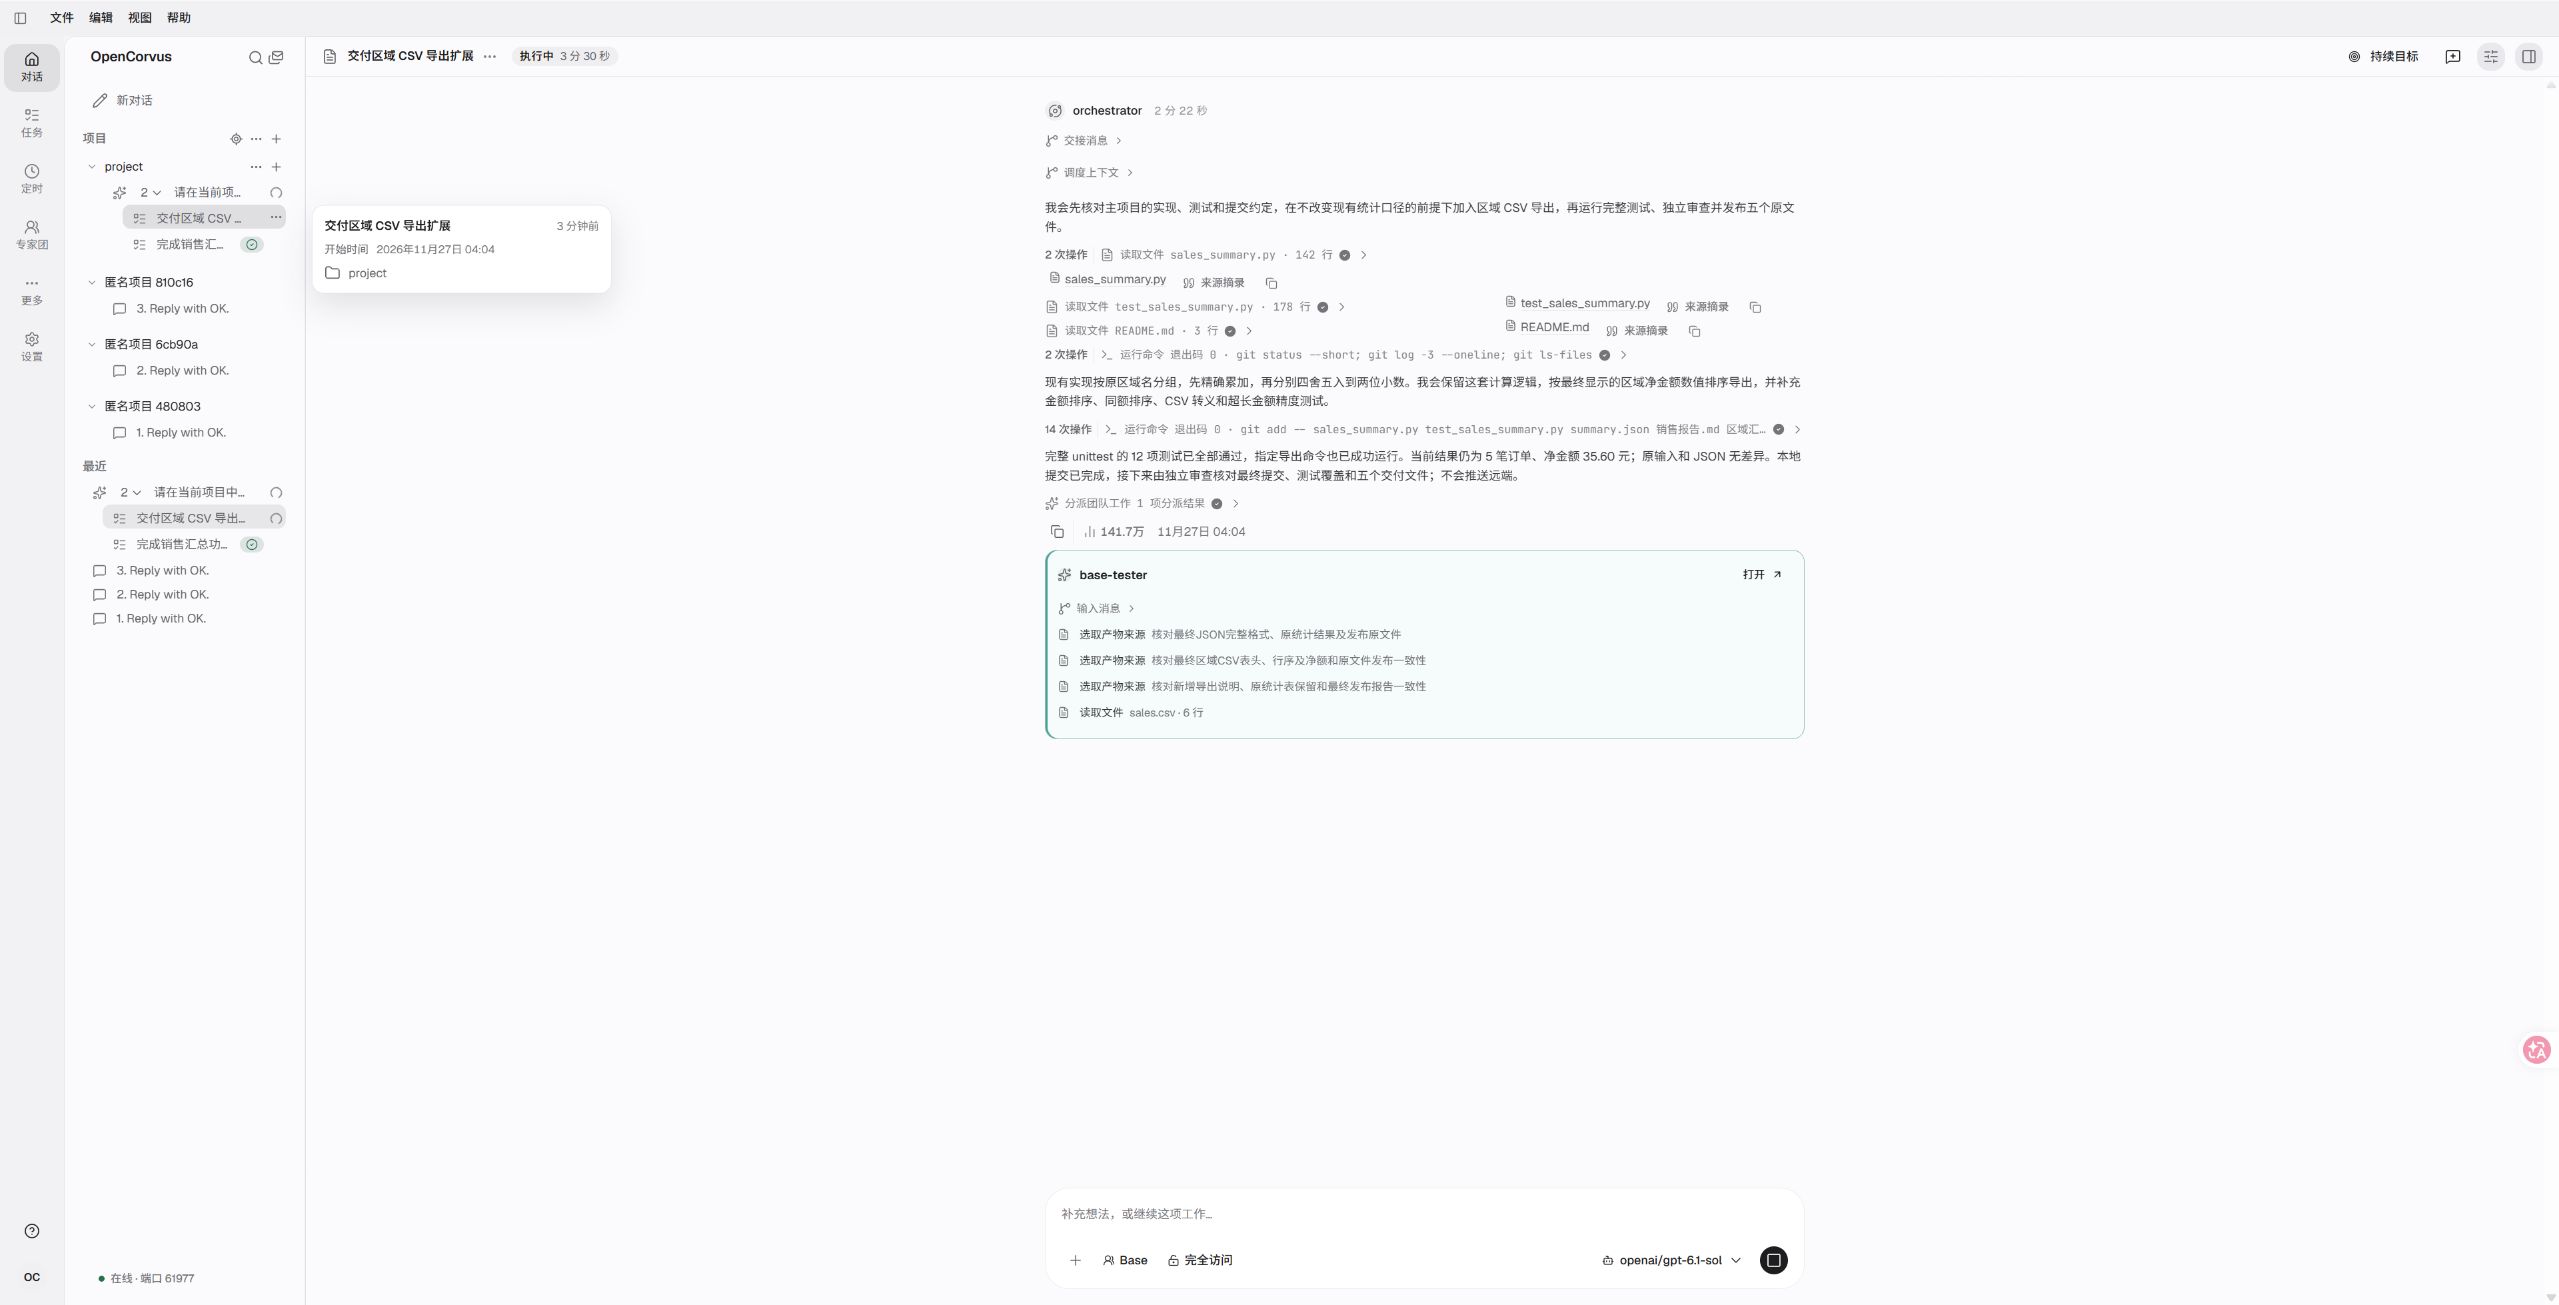 文件 编辑 视图 帮助
对话
任务
定时
专家团
更多
设置
OC
OpenCorvus
新对话
项目
project
2 请在当前项...
交付区域 CSV ...
完成销售汇...
匿名项目 810c16
3. Reply with OK.
匿名项目 6cb90a
2. Reply with OK.
匿名项目 480803
1. Reply with OK.
最近
2 请在当前项目中...
交付区域 CSV 导出...
完成销售汇总功...
3. Reply with OK.
2. Reply with OK.
1. Reply with OK.
在线 · 端口 61977
交付区域 CSV 导出扩展 ··· 执行中 3 分 30 秒
持续目标
交付区域 CSV 导出扩展 3 分钟前
开始时间 2026年11月27日 04:04
project
orchestrator 2 分 22 秒
交接消息
调度上下文
我会先核对主项目的实现、测试和提交约定，在不改变现有统计口径的前提下加入区域 CSV 导出，再运行完整测试、独立审查并发布五个原文
件。
2 次操作 读取文件 sales_summary.py · 142 行
sales_summary.py 来源摘录
读取文件 test_sales_summary.py · 178 行
test_sales_summary.py 来源摘录
读取文件 README.md · 3 行
README.md 来源摘录
2 次操作 >_ 运行命令 退出码 0 · git status --short; git log -3 --oneline; git ls-files
现有实现按原区域名分组，先精确累加，再分别四舍五入到两位小数。我会保留这套计算逻辑，按最终显示的区域净金额数值排序导出，并补充
金额排序、同额排序、CSV 转义和超长金额精度测试。
14 次操作 >_ 运行命令 退出码 0 · git add -- sales_summary.py test_sales_summary.py summary.json 销售报告.md 区域汇...
完整 unittest 的 12 项测试已全部通过，指定导出命令也已成功运行。当前结果仍为 5 笔订单、净金额 35.60 元；原输入和 JSON 无差异。本地
提交已完成，接下来由独立审查核对最终提交、测试覆盖和五个交付文件；不会推送远端。
分派团队工作 1 项分派结果
141.7万 11月27日 04:04
base-tester 打开
输入消息
选取产物来源 核对最终JSON完整格式、原统计结果及发布原文件
选取产物来源 核对最终区域CSV表头、行序及净额和原文件发布一致性
选取产物来源 核对新增导出说明、原统计表保留和最终发布报告一致性
读取文件 sales.csv · 6 行
补充想法，或继续这项工作...
Base 完全访问 openai/gpt-6.1-sol